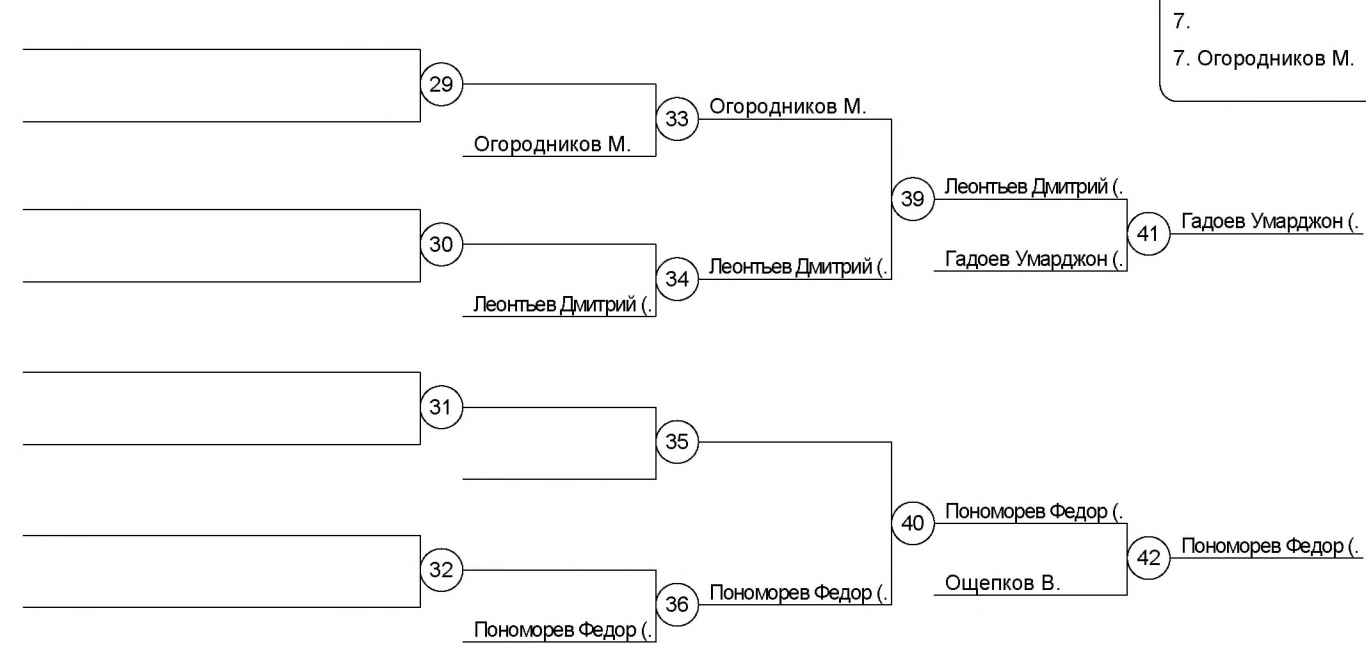 7.
7. Огородников М.
29
33
Огородников М.
Огородников М.
39
Леонтьев Дмитрий (.
41
Гадоев Умарджон (.
30
34
Леонтьев Дмитрий (.
Гадоев Умарджон (.
Леонтьев Дмитрий (.
31
35
40
Пономорев Федор (.
42
Пономорев Федор (.
32
36
Пономорев Федор (.
Ощепков В.
Пономорев Федор (.